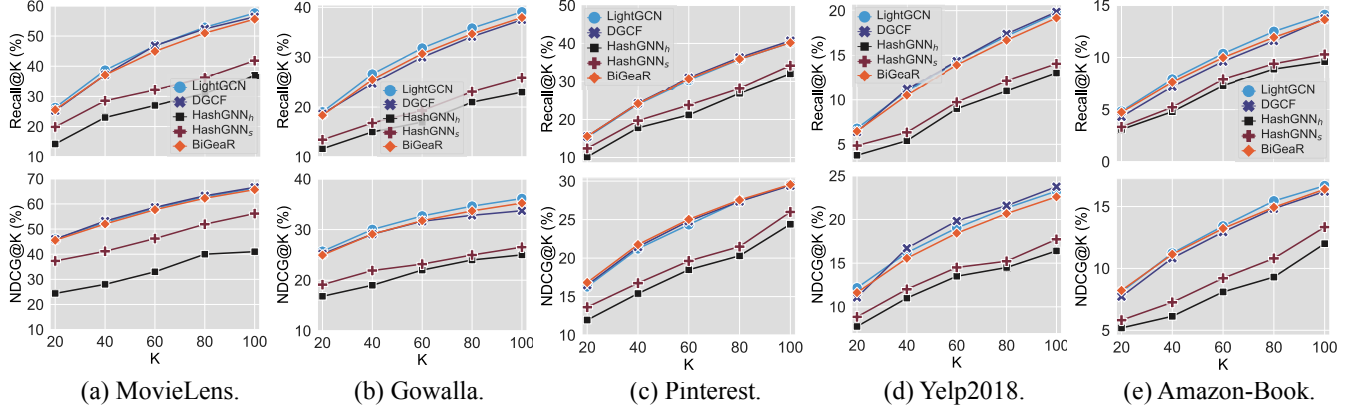 Recall@K (%)
60
50
40
30
20
10
LightGCN
DGCF
HashGNNₕ
HashGNNₛ
BiGeaR
Recall@K (%)
40
30
20
10
LightGCN
DGCF
HashGNNₕ
HashGNNₛ
BiGeaR
Recall@K (%)
50
40
30
20
10
LightGCN
DGCF
HashGNNₕ
HashGNNₛ
BiGeaR
Recall@K (%)
20
15
10
5
LightGCN
DGCF
HashGNNₕ
HashGNNₛ
BiGeaR
Recall@K (%)
15
10
5
0
LightGCN
DGCF
HashGNNₕ
HashGNNₛ
BiGeaR
NDCG@K (%)
70
60
50
40
30
20
10
20 40 60 80 100
K
NDCG@K (%)
40
30
20
10
20 40 60 80 100
K
NDCG@K (%)
30
25
20
15
10
20 40 60 80 100
K
NDCG@K (%)
25
20
15
10
20 40 60 80 100
K
NDCG@K (%)
15
10
5
20 40 60 80 100
K
(a) MovieLens.
(b) Gowalla.
(c) Pinterest.
(d) Yelp2018.
(e) Amazon-Book.